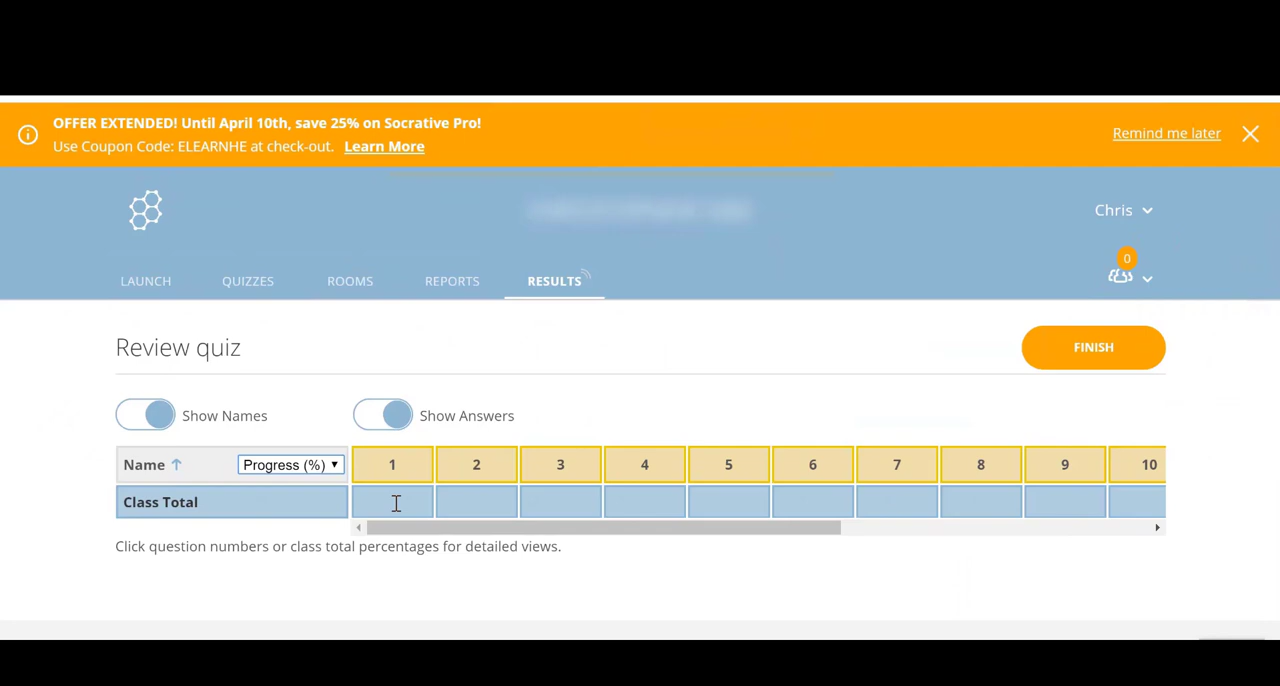 OFFER EXTENDED! Until April 10th, save 25% on Socrative Pro!
Use Coupon Code: ELEARNHE at check-out. Learn More
Remind me later
Chris
0
LAUNCH QUIZZES ROOMS REPORTS RESULTS
Review quiz
FINISH
Show Names Show Answers
Name Progress (%) 1 2 3 4 5 6 7 8 9 10
Class Total
Click question numbers or class total percentages for detailed views.